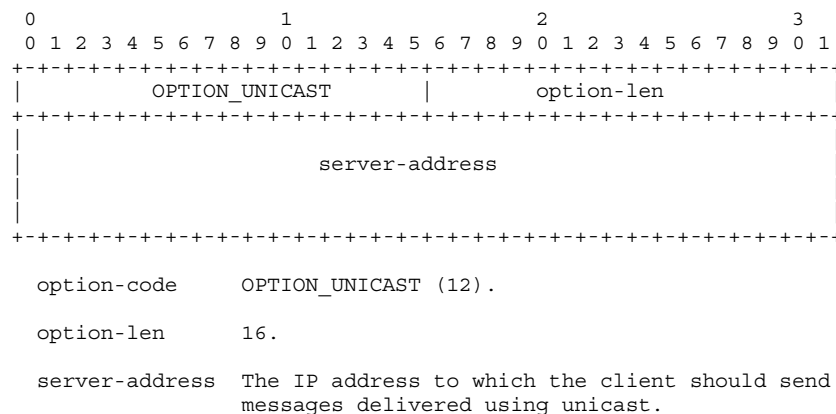 0                   1                   2                   3
 0 1 2 3 4 5 6 7 8 9 0 1 2 3 4 5 6 7 8 9 0 1 2 3 4 5 6 7 8 9 0 1
+-+-+-+-+-+-+-+-+-+-+-+-+-+-+-+-+-+-+-+-+-+-+-+-+-+-+-+-+-+-+-+-
|       OPTION_UNICAST          |        option-len
+-+-+-+-+-+-+-+-+-+-+-+-+-+-+-+-+-+-+-+-+-+-+-+-+-+-+-+-+-+-+-+-
|
|                       server-address
|
|
+-+-+-+-+-+-+-+-+-+-+-+-+-+-+-+-+-+-+-+-+-+-+-+-+-+-+-+-+-+-+-+-
option-code     OPTION_UNICAST (12).
option-len      16.
server-address  The IP address to which the client should send
messages delivered using unicast.